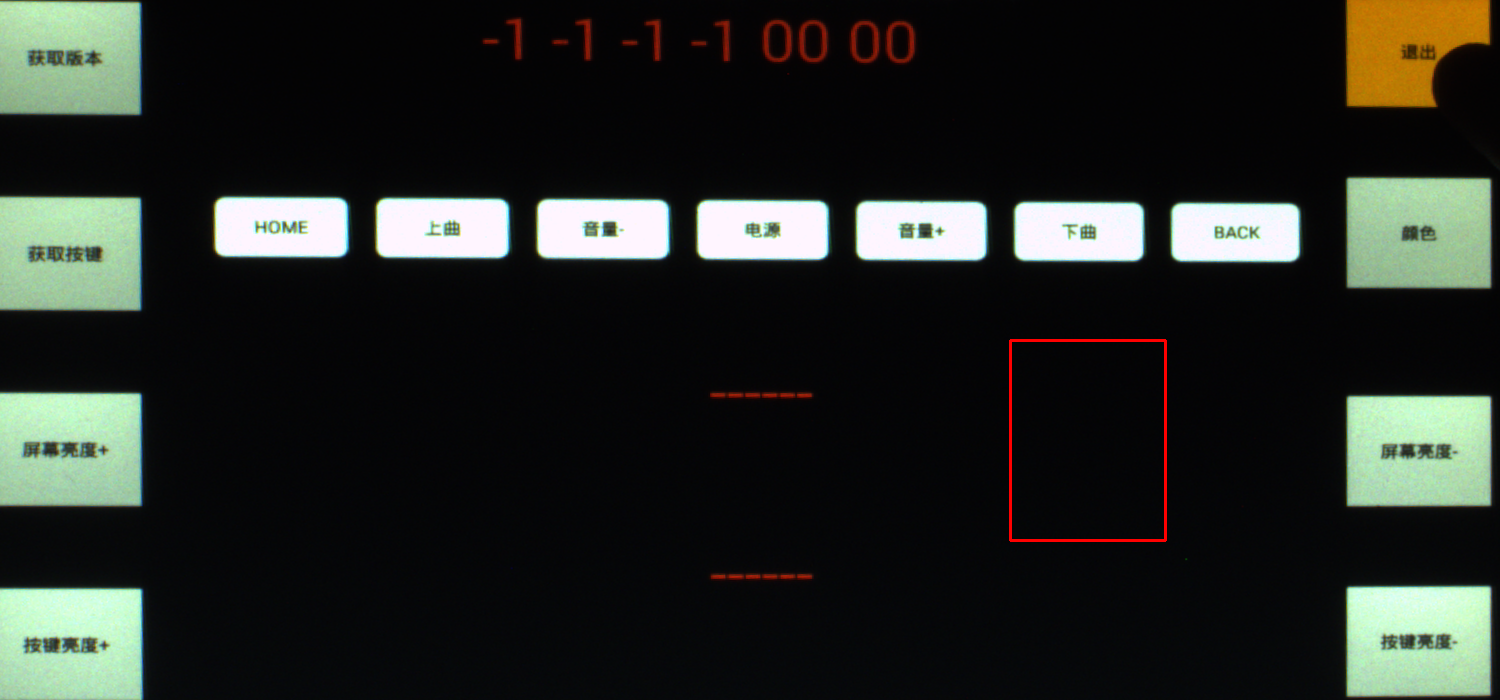 -1 -1 -1 -1 00 00
获取版本
退出
HOME 上曲 音量- 电源 音量+ 下曲 BACK
获取按键
颜色
------
屏幕亮度+
屏幕亮度-
------
按键亮度+
按键亮度-